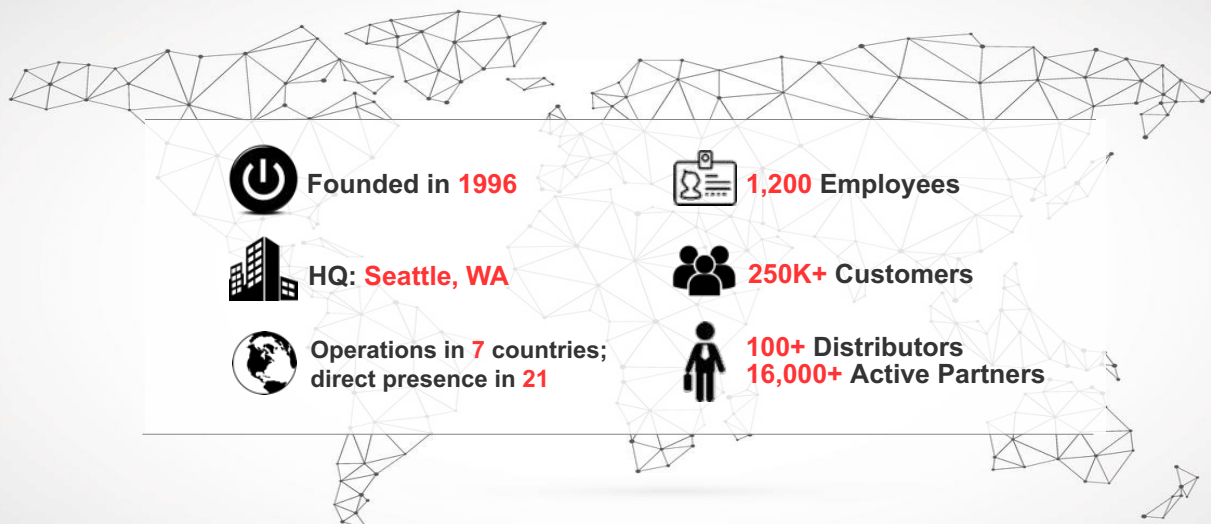 Founded in 1996
HQ: Seattle, WA
Operations in 7 countries;
direct presence in 21
1,200 Employees
250K+ Customers
100+ Distributors
16,000+ Active Partners